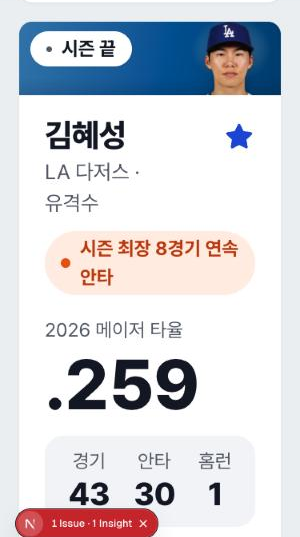 • 시즌 끝
LA
김혜성
LA 다저스 ·
유격수
• 시즌 최장 8경기 연속
안타
2026 메이저 타율
.259
경기 안타 홈런
43 30 1
N 1 Issue · 1 Insight ×